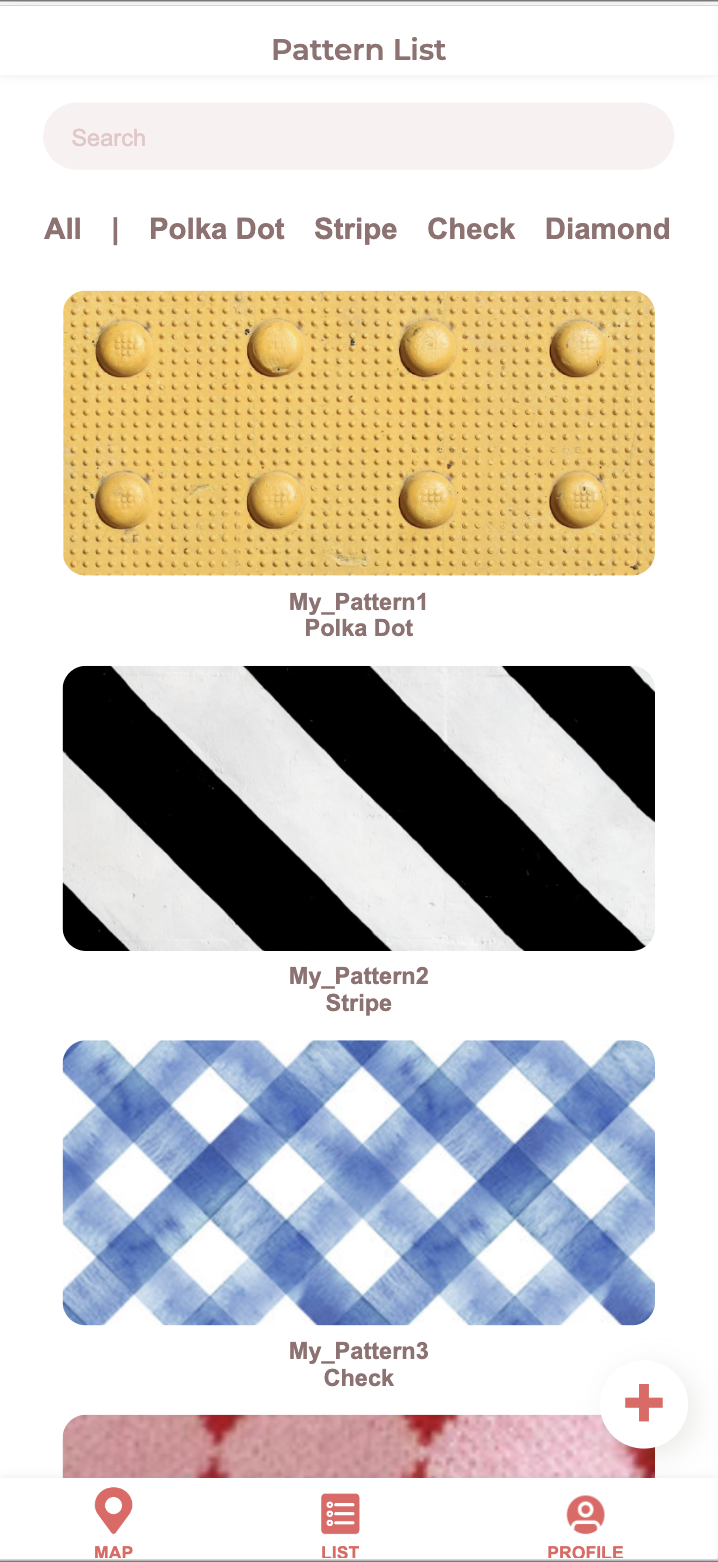 Pattern List
Search
All | Polka Dot Stripe Check Diamond
My_Pattern1
Polka Dot
My_Pattern2
Stripe
My_Pattern3
Check
MAP LIST PROFILE